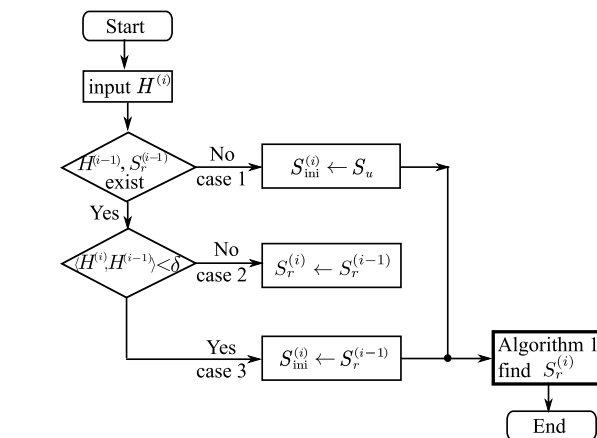 Start
input H^(i)
H^(i-1), S_r^(i-1)
exist
No
case 1
S_ini^(i) ← S_u
Yes
⟨H^(i),H^(i-1)⟩<δ
No
case 2
S_r^(i) ← S_r^(i-1)
Yes
case 3
S_ini^(i) ← S_r^(i-1)
Algorithm 1
find S_r^(i)
End